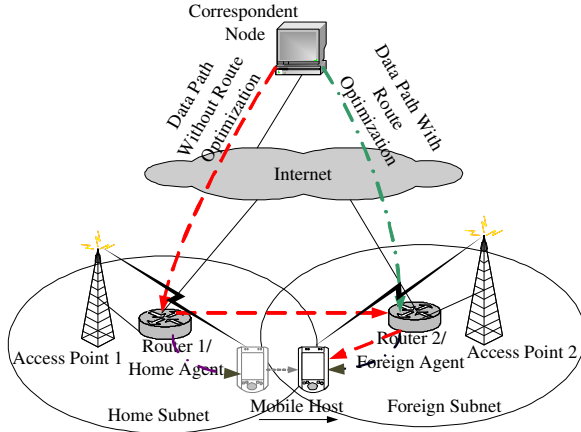 Correspondent
Node
Data Path
Without Route
Optimization
Data Path With
Route
Optimization
Internet
Access Point 1
Router 1/
Home Agent
Router 2/
Foreign Agent
Access Point 2
Home Subnet
Mobile Host
Foreign Subnet